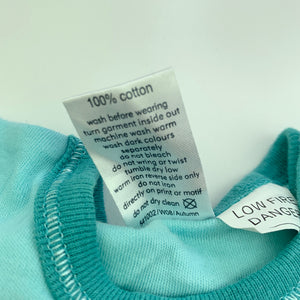 100% cotton
wash before wearing
turn garment inside out
machine wash warm
wash dark colours
separately
do not bleach
do not wring or twist
tumble dry low
warm iron reverse side only
do not iron
directly on print or motif
do not dry clean
/Autumn
LOW FIRE
DANGE